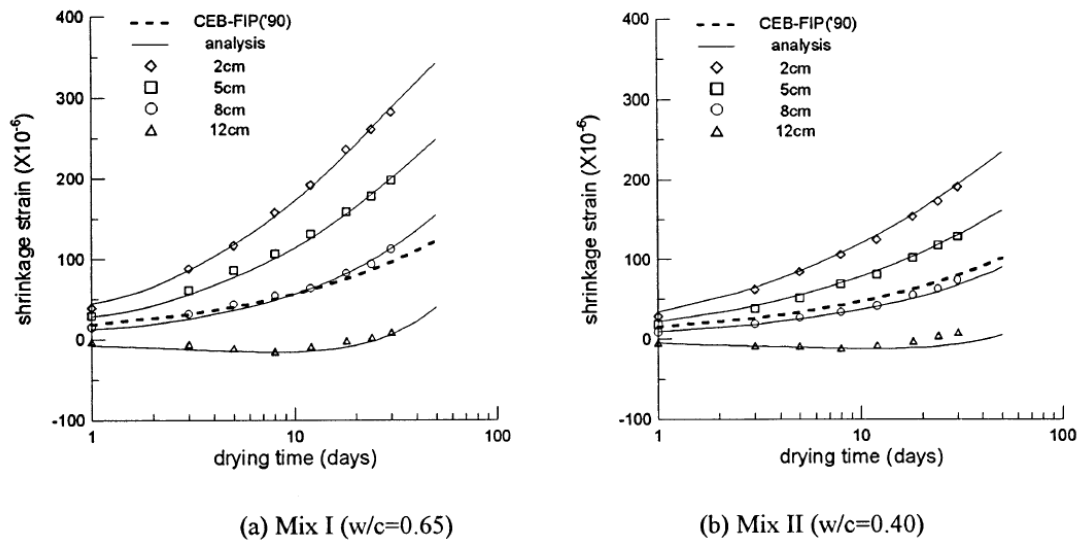 400
300
200
100
0
-100
shrinkage strain (X10⁻⁶)
CEB-FIP('90)
analysis
2cm
5cm
8cm
12cm
1
10
100
drying time (days)
(a) Mix I (w/c=0.65)
400
300
200
100
0
-100
shrinkage strain (X10⁻⁶)
CEB-FIP('90)
analysis
2cm
5cm
8cm
12cm
1
10
100
drying time (days)
(b) Mix II (w/c=0.40)